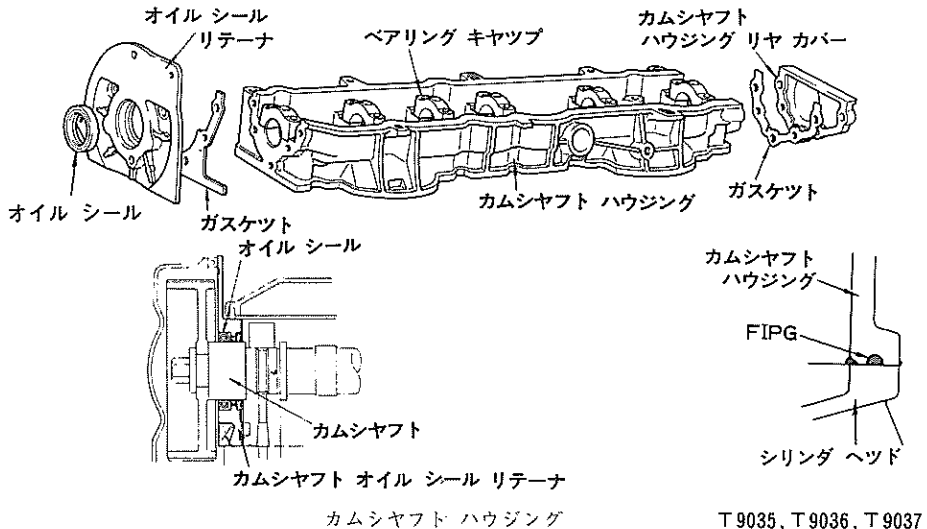 オイル シール
リテーナ
ベアリング キヤツプ
カムシヤフト
ハウジング リヤ カバー
オイル シール
ガスケツト
カムシヤフト ハウジング
ガスケツト
オイル シール
カムシヤフト
ハウジング
FIPG
カムシヤフト
シリンダ ヘツド
カムシヤフト オイル シール リテーナ
カムシヤフト ハウジング
T9035, T9036, T9037